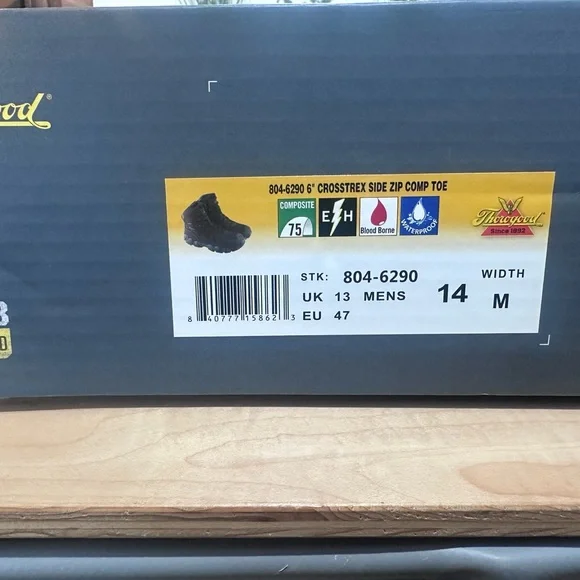 ood®
804-6290 6" CROSSTREX SIDE ZIP COMP TOE
COMPOSITE
75
E H
Blood Borne
WATERPROOF
Thorogood
Since 1892
STK: 804-6290
UK 13 MENS
EU 47
14
WIDTH
M
8 40777 15862 3